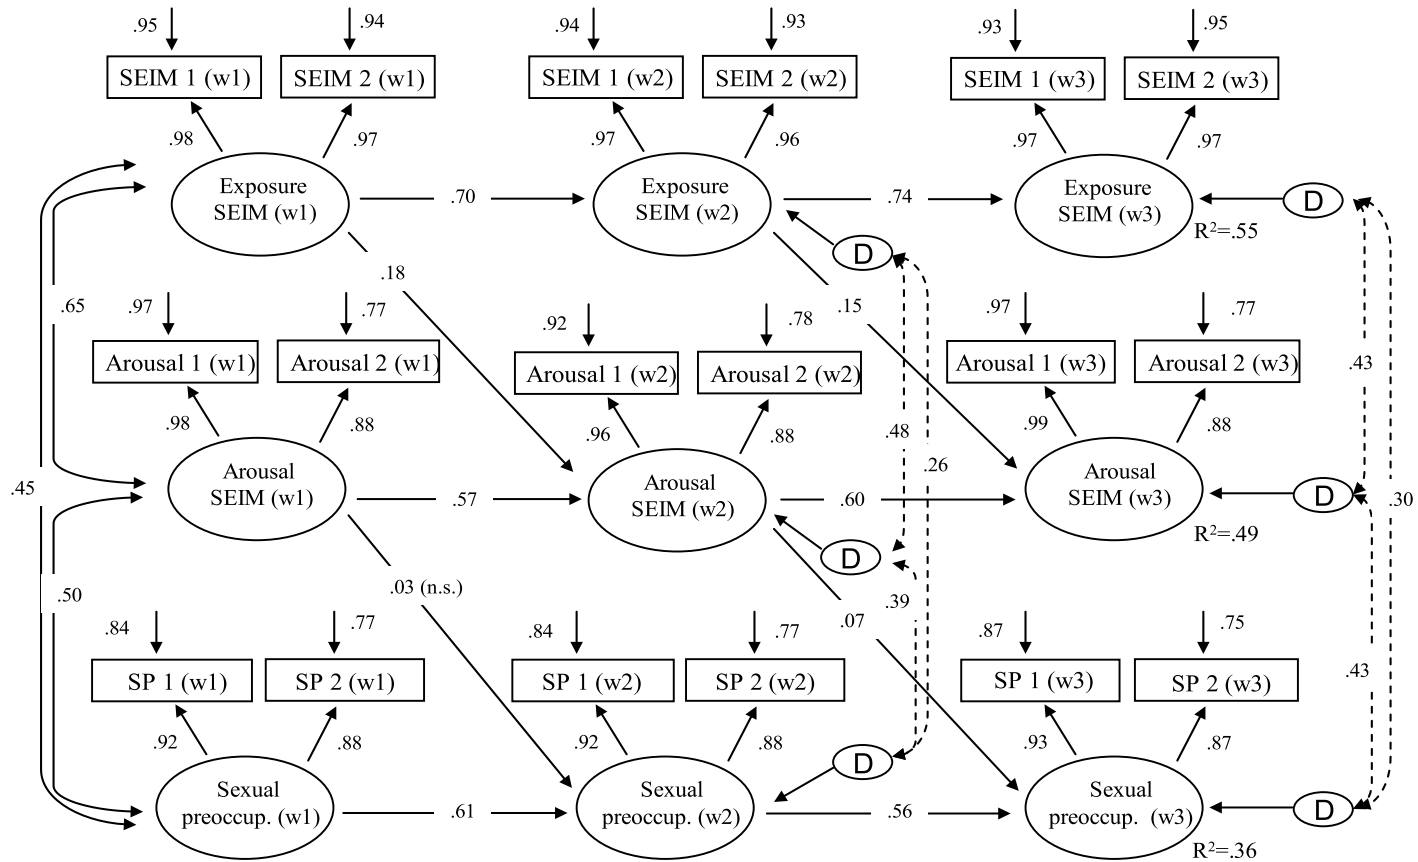 .95
.94
.94
.93
.93
.95
SEIM 1 (w1)
SEIM 2 (w1)
SEIM 1 (w2)
SEIM 2 (w2)
SEIM 1 (w3)
SEIM 2 (w3)
.98
.97
.97
.96
.97
.97
Exposure
SEIM (w1)
.70
Exposure
SEIM (w2)
.74
Exposure
SEIM (w3)
D
R²=.55
D
.18
.65
.15
.97
.77
.92
.78
.97
.77
Arousal 1 (w1)
Arousal 2 (w1)
Arousal 1 (w2)
Arousal 2 (w2)
Arousal 1 (w3)
Arousal 2 (w3)
.43
.98
.88
.96
.88
.48
.26
.99
.88
.45
Arousal
SEIM (w1)
.57
Arousal
SEIM (w2)
.60
Arousal
SEIM (w3)
D
.30
R²=.49
D
.50
.03 (n.s.)
.39
.07
.84
.77
.84
.77
.87
.75
SP 1 (w1)
SP 2 (w1)
SP 1 (w2)
SP 2 (w2)
SP 1 (w3)
SP 2 (w3)
.43
.92
.88
.92
.88
.93
.87
D
Sexual
preoccup. (w1)
.61
Sexual
preoccup. (w2)
.56
Sexual
preoccup. (w3)
D
R²=.36